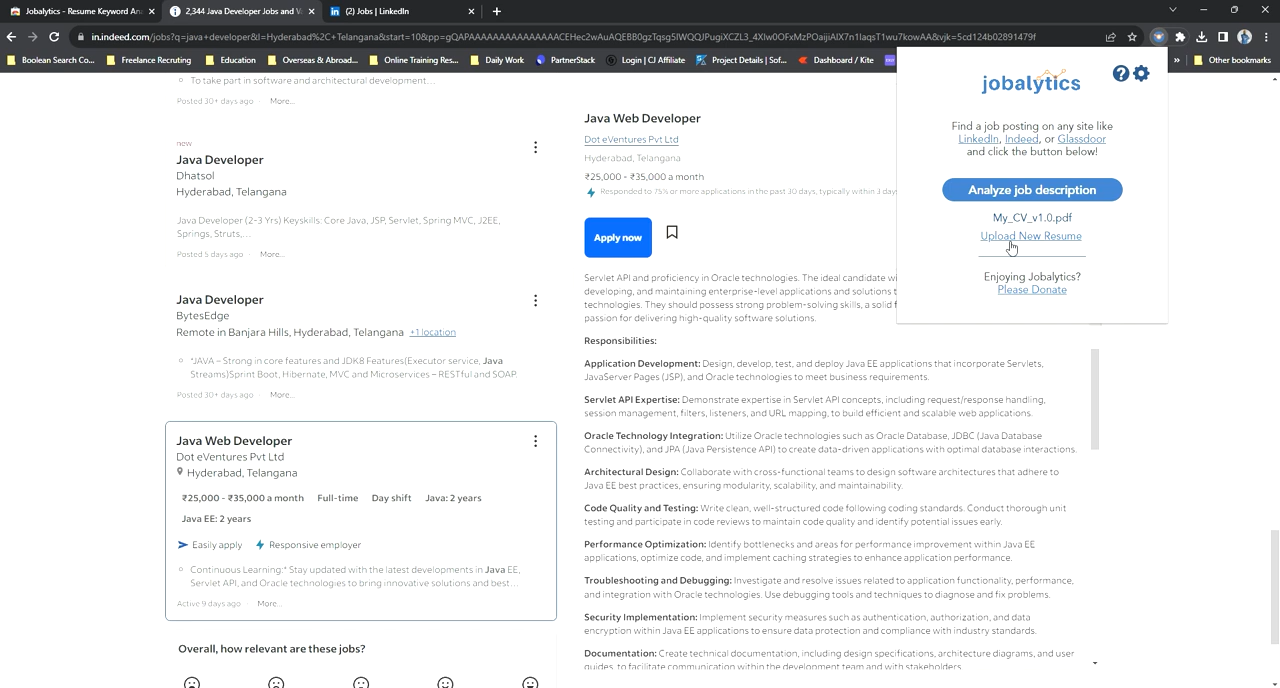 Jobalytics - Resume Keyword An
2,344 Java Developer Jobs and V
(2) Jobs | LinkedIn
in.indeed.com/jobs?q=java+developer&l=Hyderabad%2C+Telangana&start=10&pp=
Boolean Search Co...
Freelance Recruting
Education
Overseas & Abroad...
Online Training Res...
Daily Work
PartnerStack
Login | CJ Affiliate
Project Details | Sof...
Dashboard / Kite
»
Other bookmarks
To take part in software and architectural development...
Posted 30+ days ago · More...
new
Java Developer
Dhatsol
Hyderabad, Telangana
Java Developer (2-3 Yrs) Keyskills: Core Java, JSP, Servlet, Spring MVC, J2EE,
Springs, Struts,...
Posted 5 days ago · More...
Java Developer
BytesEdge
Remote in Banjara Hills, Hyderabad, Telangana +1 location
*JAVA – Strong in core features and JDK8 Features(Executor service, Java
Streams)Sprint Boot, Hibernate, MVC and Microservices – RESTful and SOAP.
Posted 30+ days ago · More...
Java Web Developer
Dot eVentures Pvt Ltd
Hyderabad, Telangana
₹25,000 - ₹35,000 a month Full-time Day shift Java: 2 years
Java EE: 2 years
Easily apply Responsive employer
Continuous Learning:* Stay updated with the latest developments in Java EE,
Servlet API, and Oracle technologies to bring innovative solutions and best...
Active 9 days ago · More...
Overall, how relevant are these jobs?
Java Web Developer
Dot eVentures Pvt Ltd
Hyderabad, Telangana
₹25,000 - ₹35,000 a month
Responded to 75% or more applications in the past 30 days, typically within 3 days
Apply now
Servlet API and proficiency in Oracle technologies. The ideal candidate wi
developing, and maintaining enterprise-level applications and solutions t
technologies. They should possess strong problem-solving skills, a solid f
passion for delivering high-quality software solutions.
Responsibilities:
Application Development: Design, develop, test, and deploy Java EE applications that incorporate Servlets,
JavaServer Pages (JSP), and Oracle technologies to meet business requirements.
Servlet API Expertise: Demonstrate expertise in Servlet API concepts, including request/response handling,
session management, filters, listeners, and URL mapping, to build efficient and scalable web applications.
Oracle Technology Integration: Utilize Oracle technologies such as Oracle Database, JDBC (Java Database
Connectivity), and JPA (Java Persistence API) to create data-driven applications with optimal database interactions.
Architectural Design: Collaborate with cross-functional teams to design software architectures that adhere to
Java EE best practices, ensuring modularity, scalability, and maintainability.
Code Quality and Testing: Write clean, well-structured code following coding standards. Conduct thorough unit
testing and participate in code reviews to maintain code quality and identify potential issues early.
Performance Optimization: Identify bottlenecks and areas for performance improvement within Java EE
applications, optimize code, and implement caching strategies to enhance application performance.
Troubleshooting and Debugging: Investigate and resolve issues related to application functionality, performance,
and integration with Oracle technologies. Use debugging tools and techniques to diagnose and fix problems.
Security Implementation: Implement security measures such as authentication, authorization, and data
encryption within Java EE applications to ensure data protection and compliance with industry standards.
Documentation: Create technical documentation, including design specifications, architecture diagrams, and user
guides, to facilitate communication within the development team and with stakeholders.
jobalytics
Find a job posting on any site like
LinkedIn, Indeed, or Glassdoor
and click the button below!
Analyze job description
My_CV_v1.0.pdf
Upload New Resume
Enjoying Jobalytics?
Please Donate